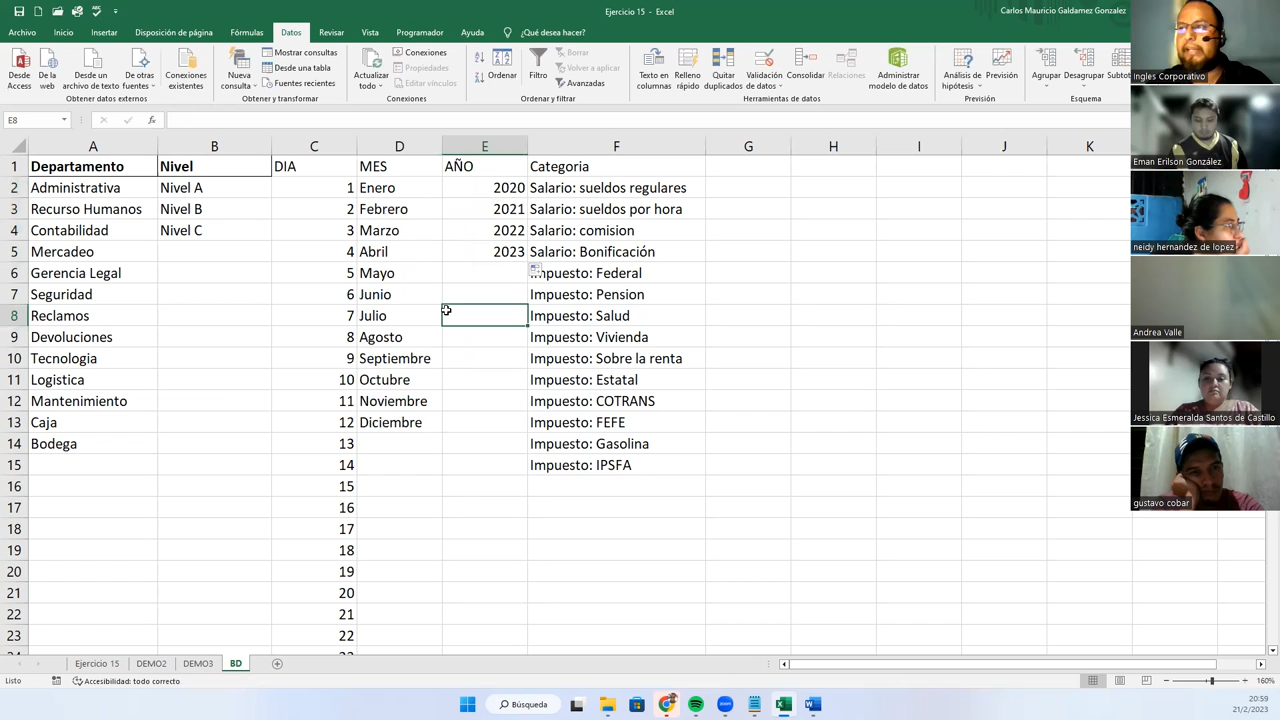 Ejercicio 15 - Excel
Carlos Mauricio Galdamez Gonzalez
Archivo Inicio Insertar Disposición de página Fórmulas Datos Revisar Vista Programador Ayuda ¿Qué desea hacer?
Desde Access
De la web
Desde un archivo de texto
De otras fuentes
Conexiones existentes
Obtener datos externos
Nueva consulta
Mostrar consultas
Desde una tabla
Fuentes recientes
Obtener y transformar
Actualizar todo
Conexiones
Propiedades
Editar vínculos
Conexiones
Ordenar
Filtro
Borrar
Volver a aplicar
Avanzadas
Ordenar y filtrar
Texto en columnas
Relleno rápido
Quitar duplicados
Validación de datos
Consolidar
Relaciones
Administrar modelo de datos
Herramientas de datos
Análisis de hipótesis
Previsión
Previsión
Agrupar
Desagrupar
Subtot
Esquema
E8
fx
A B C D E F G H I J K
1 Departamento Nivel DIA MES AÑO Categoria
2 Administrativa Nivel A 1 Enero 2020 Salario: sueldos regulares
3 Recurso Humanos Nivel B 2 Febrero 2021 Salario: sueldos por hora
4 Contabilidad Nivel C 3 Marzo 2022 Salario: comision
5 Mercadeo 4 Abril 2023 Salario: Bonificación
6 Gerencia Legal 5 Mayo Impuesto: Federal
7 Seguridad 6 Junio Impuesto: Pension
8 Reclamos 7 Julio Impuesto: Salud
9 Devoluciones 8 Agosto Impuesto: Vivienda
10 Tecnologia 9 Septiembre Impuesto: Sobre la renta
11 Logistica 10 Octubre Impuesto: Estatal
12 Mantenimiento 11 Noviembre Impuesto: COTRANS
13 Caja 12 Diciembre Impuesto: FEFE
14 Bodega 13 Impuesto: Gasolina
15 14 Impuesto: IPSFA
16 15
17 16
18 17
19 18
20 19
21 20
22 21
23 22
Ejercicio 15 DEMO2 DEMO3 BD
Listo
Accesibilidad: todo correcto
160%
Búsqueda
20:59
21/2/2023
Ingles Corporativo
Eman Erilson González
neidy hernandez de lopez
Andrea Valle
Jessica Esmeralda Santos de Castillo
gustavo cobar